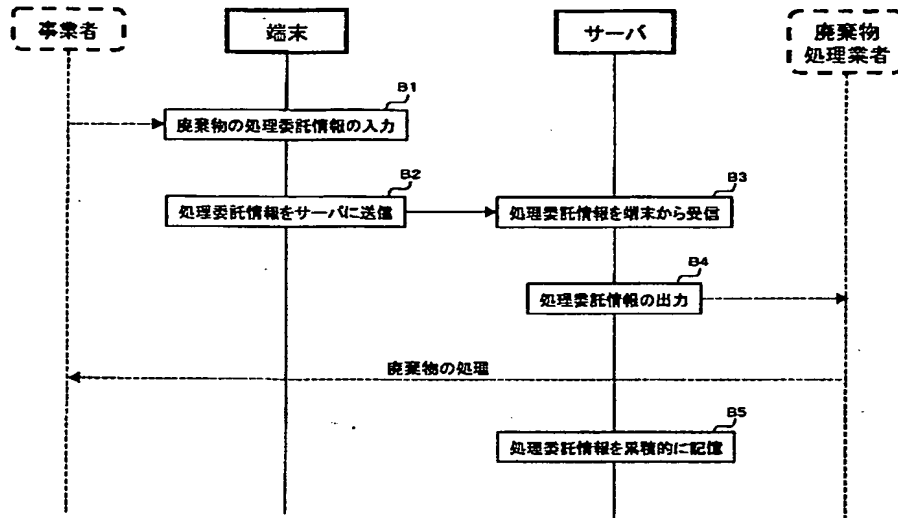 事業者
端末
サーバ
廃棄物
処理業者
B1
廃棄物の処理委託情報の入力
B2
処理委託情報をサーバに送信
B3
処理委託情報を端末から受信
B4
処理委託情報の出力
廃棄物の処理
B5
処理委託情報を累積的に記憶